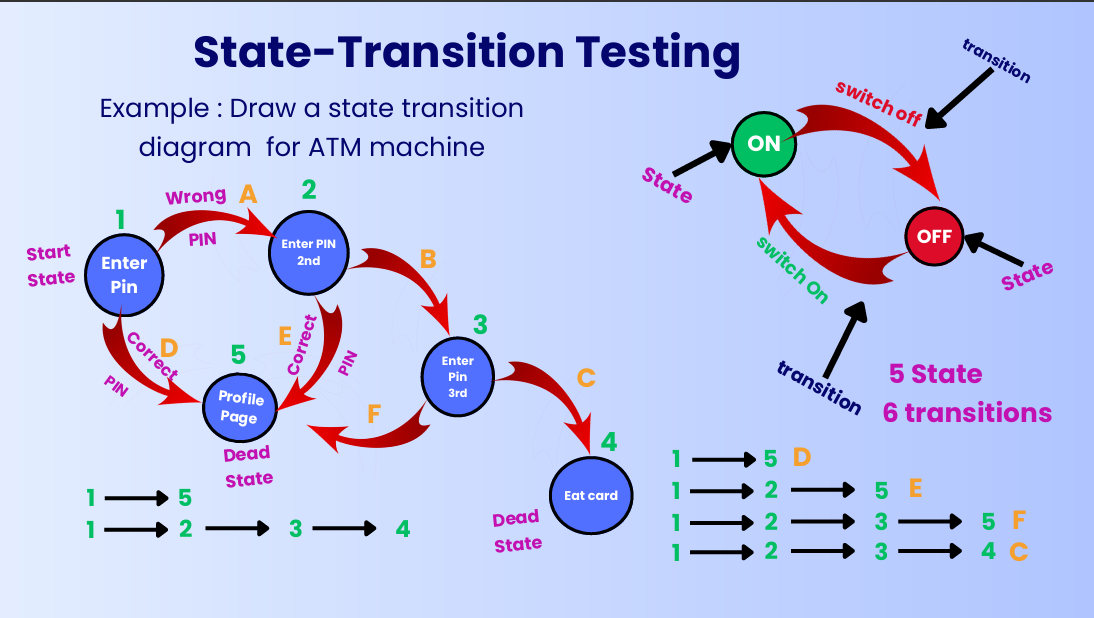 State-Transition Testing
Example : Draw a state transition
diagram for ATM machine
Wrong
A
PIN
1
2
Start
State
Enter
Pin
Enter PIN
2nd
B
3
D
Correct
PIN
E
Correct
PIN
5
Profile
Page
Dead
State
Enter
Pin
3rd
F
C
4
Eat card
Dead
State
1 5
1 2 3 4
transition
switch off
ON
State
OFF
State
switch On
transition
5 State
6 transitions
1 5 D
1 2 5 E
1 2 3 5 F
1 2 3 4 C